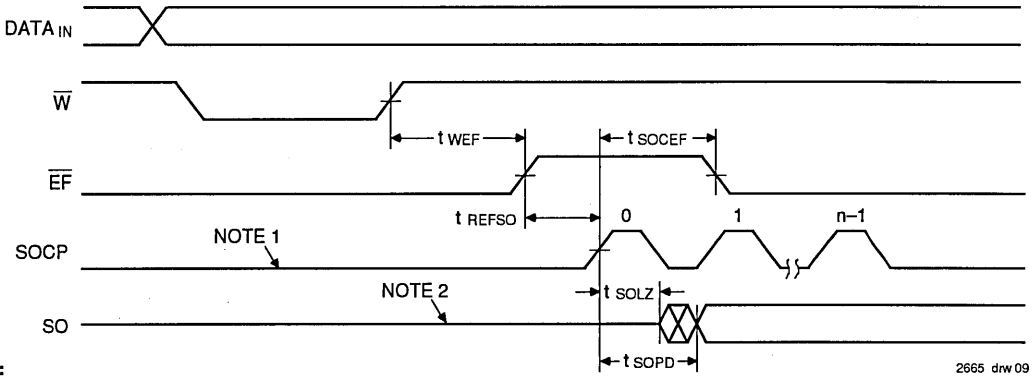 DATA IN
W
t WEF
t SOCEF
EF
t REFSO
0
1
n–1
NOTE 1
SOCP
NOTE 2
t SOLZ
SO
t SOPD
2665 drw 09